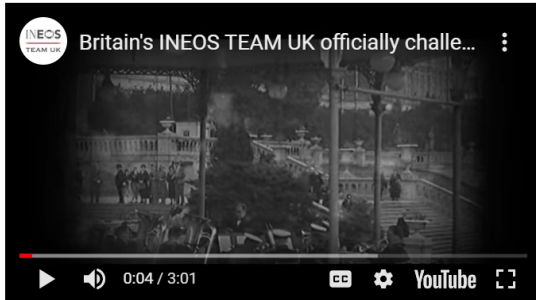 INEOS
TEAM UK
Britain's INEOS TEAM UK officially challe...
0:04 / 3:01
CC
YouTube